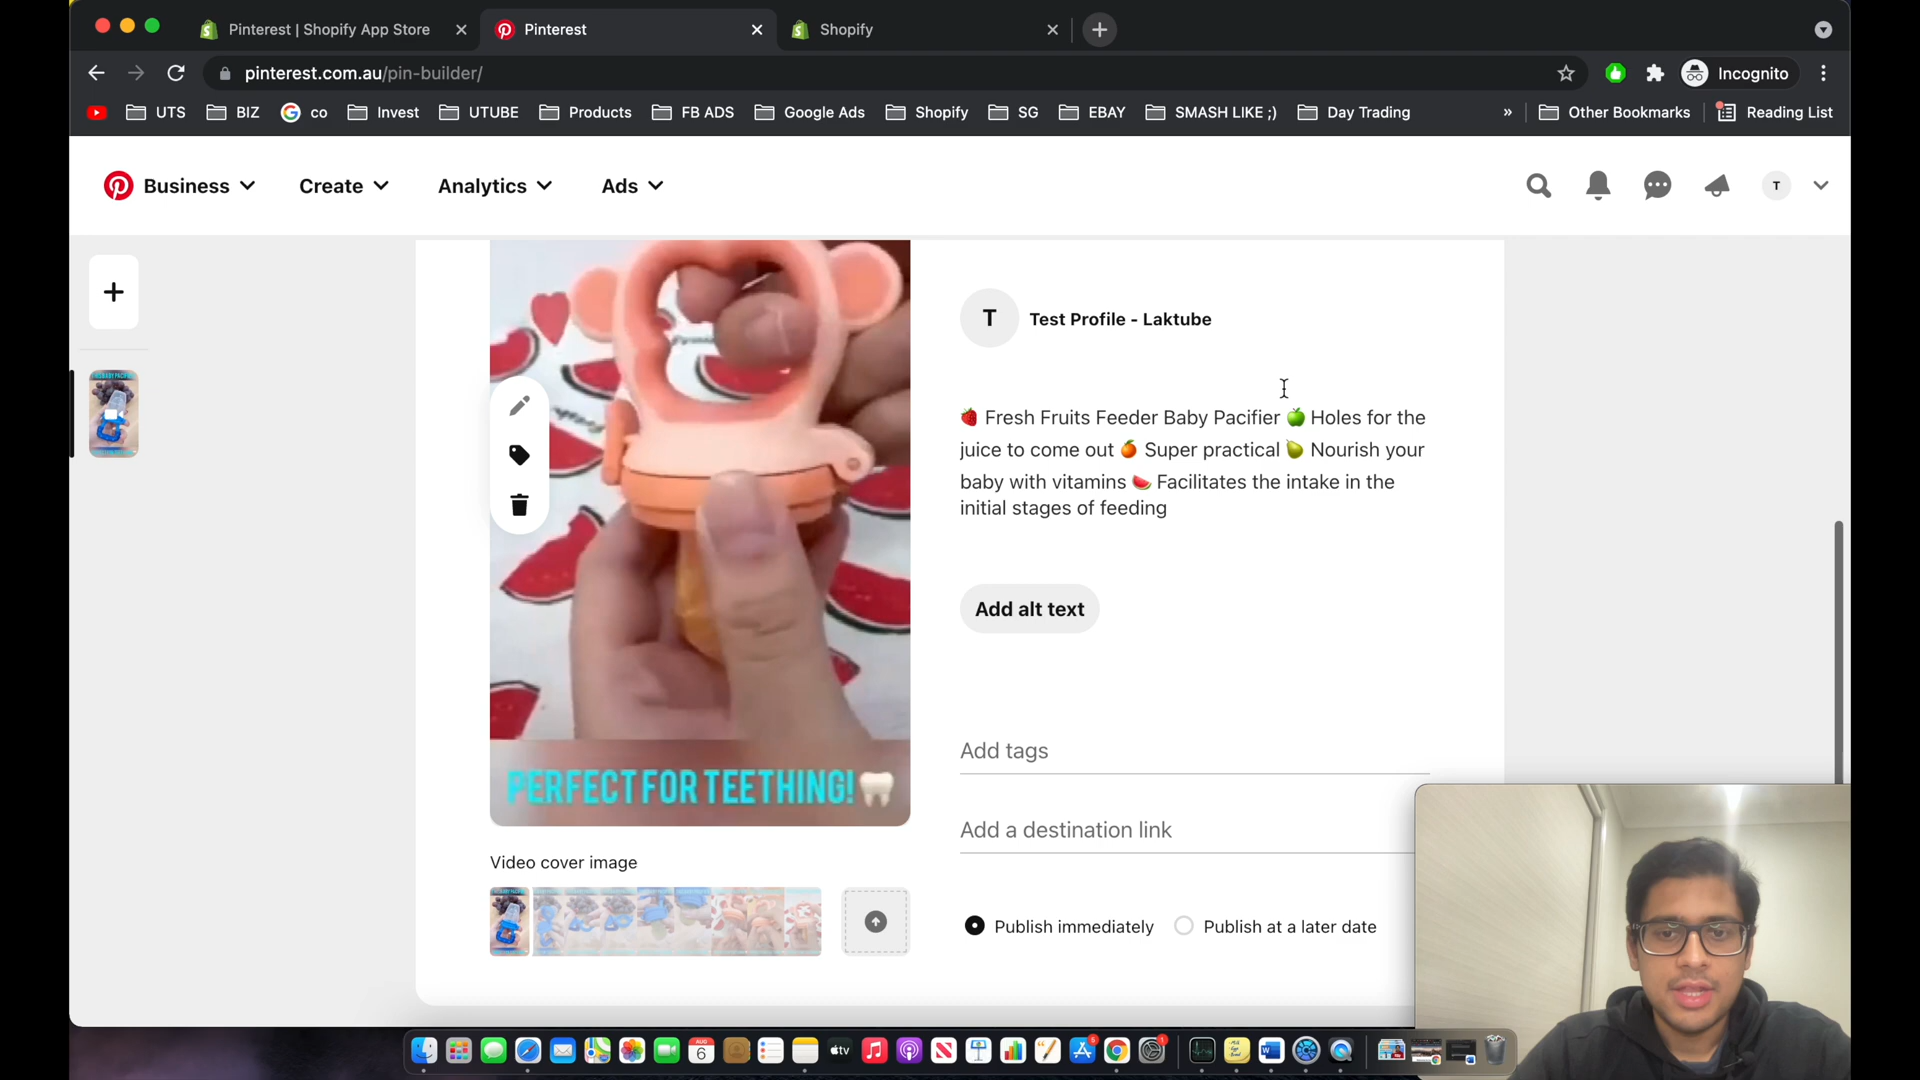 Pinterest | Shopify App Store
Pinterest
Shopify
pinterest.com.au/pin-builder/
Incognito
UTS
BIZ
co
Invest
UTUBE
Products
FB ADS
Google Ads
Shopify
SG
EBAY
SMASH LIKE ;)
Day Trading
»
Other Bookmarks
Reading List
Business
Create
Analytics
Ads
T
T
Test Profile - Laktube
🍓 Fresh Fruits Feeder Baby Pacifier 🍏 Holes for the
juice to come out 🍊 Super practical 🍐 Nourish your
baby with vitamins 🍉 Facilitates the intake in the
initial stages of feeding
Add alt text
PERFECT FOR TEETHING!🦷
Add tags
Add a destination link
Video cover image
Publish immediately
Publish at a later date
AUG
6
tv